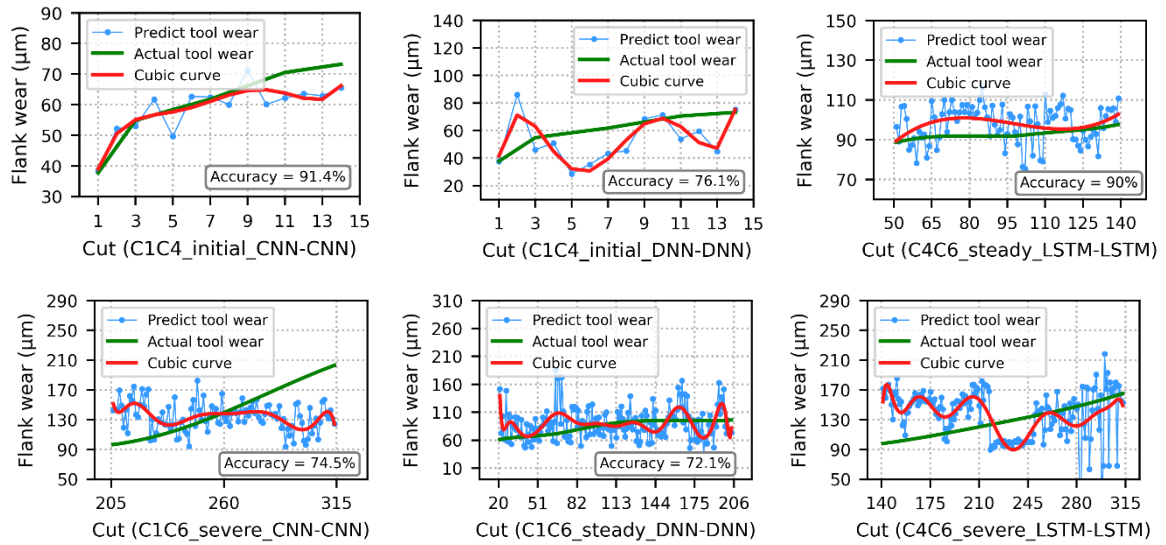 90
80
70
60
50
40
30
Flank wear (μm)
Predict tool wear
Actual tool wear
Cubic curve
Accuracy = 91.4%
1 3 5 7 9 11 13 15
Cut (C1C4_initial_CNN-CNN)
140
120
100
80
60
40
20
Flank wear (μm)
Predict tool wear
Actual tool wear
Cubic curve
Accuracy = 76.1%
1 3 5 7 9 11 13 15
Cut (C1C4_initial_DNN-DNN)
150
130
110
90
70
Flank wear (μm)
Predict tool wear
Actual tool wear
Cubic curve
Accuracy = 90%
50 65 80 95 110 125 140
Cut (C4C6_steady_LSTM-LSTM)
290
250
210
170
130
90
50
Flank wear (μm)
Predict tool wear
Actual tool wear
Cubic curve
Accuracy = 74.5%
205 260 315
Cut (C1C6_severe_CNN-CNN)
310
260
210
160
110
60
10
Flank wear (μm)
Predict tool wear
Actual tool wear
Cubic curve
Accuracy = 72.1%
20 51 82 113 144 175 206
Cut (C1C6_steady_DNN-DNN)
290
250
210
170
130
90
50
Flank wear (μm)
Predict tool wear
Actual tool wear
Cubic curve
140 175 210 245 280 315
Cut (C4C6_severe_LSTM-LSTM)